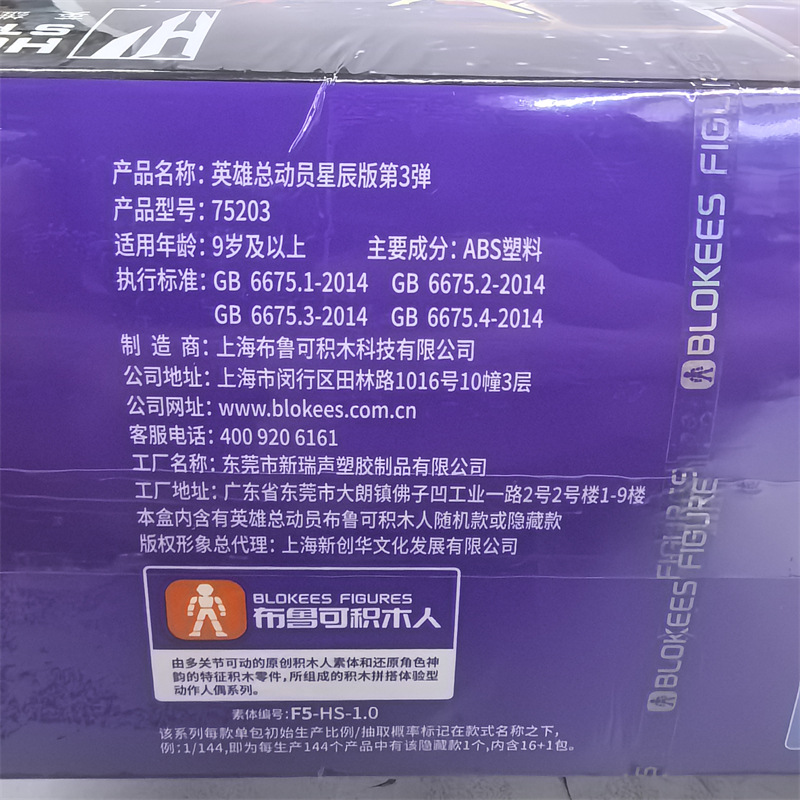 产品名称：英雄总动员星辰版第3弹
产品型号：75203
适用年龄：9岁及以上 主要成分：ABS塑料
执行标准：GB 6675.1-2014 GB 6675.2-2014
GB 6675.3-2014 GB 6675.4-2014
制 造 商：上海布鲁可积木科技有限公司
公司地址：上海市闵行区田林路1016号10幢3层
公司网址：www.blokees.com.cn
客服电话：400 920 6161
工厂名称：东莞市新瑞声塑胶制品有限公司
工厂地址：广东省东莞市大朗镇佛子凹工业一路2号2号楼1-9楼
本盒内含有英雄总动员布鲁可积木人随机款或隐藏款
版权形象总代理：上海新创华文化发展有限公司
BLOKEES FIGURES
布鲁可积木人
由多关节可动的原创积木人素体和还原角色神
韵的特征积木零件，所组成的积木拼搭体验型
动作人偶系列。
素体编号：F5-HS-1.0
该系列每款单包初始生产比例/抽取概率标记在款式名称之下，
例：1/144，即为每生产144个产品中有该隐藏款1个，内含16+1包。
BLOKEES FIGU
BLOKEES FIGURE